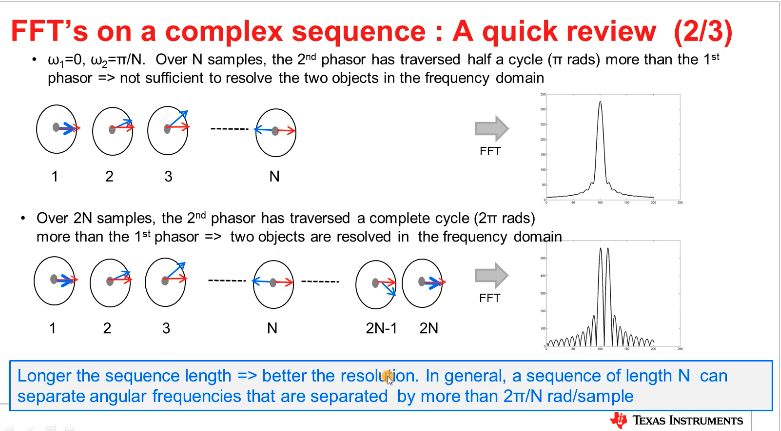 FFT's on a complex sequence : A quick review (2/3)
• ω₁=0, ω₂=π/N. Over N samples, the 2ⁿᵈ phasor has traversed half a cycle (π rads) more than the 1ˢᵗ
phasor => not sufficient to resolve the two objects in the frequency domain
FFT
1 2 3 N
• Over 2N samples, the 2ⁿᵈ phasor has traversed a complete cycle (2π rads)
more than the 1ˢᵗ phasor => two objects are resolved in the frequency domain
FFT
1 2 3 N 2N-1 2N
Longer the sequence length => better the resolution. In general, a sequence of length N can
separate angular frequencies that are separated by more than 2π/N rad/sample
TEXAS INSTRUMENTS